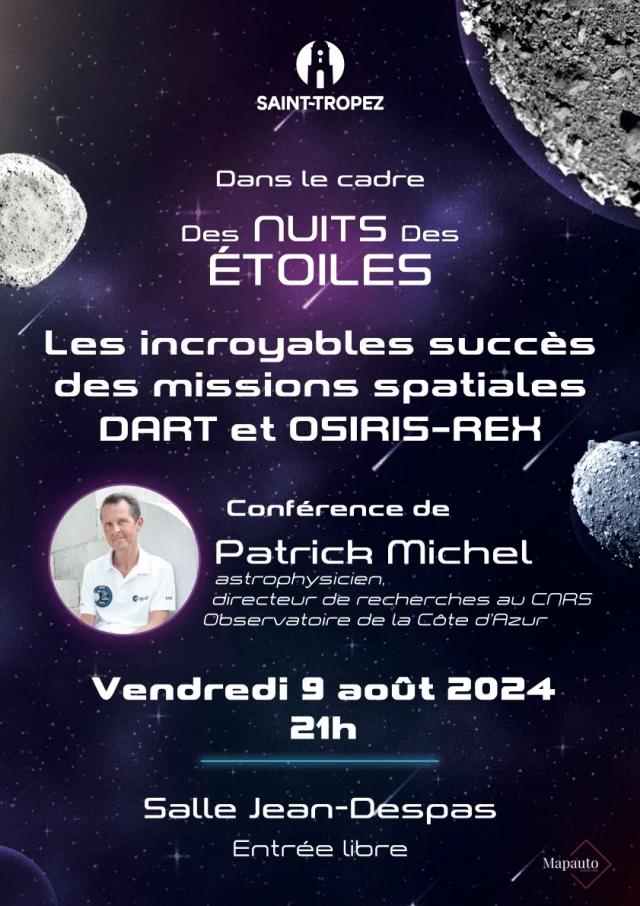 SAINT-TROPEZ
Dans le cadre
Des NUITS Des
ÉTOILES
Les incroyables succès
des missions spatiales
DART et OSIRIS-REX
Conférence de
Patrick Michel
astrophysicien,
directeur de recherches au CNRS
Observatoire de la Côte d'Azur
Vendredi 9 août 2024
21h
Salle Jean-Despas
Entrée libre
Mapauto